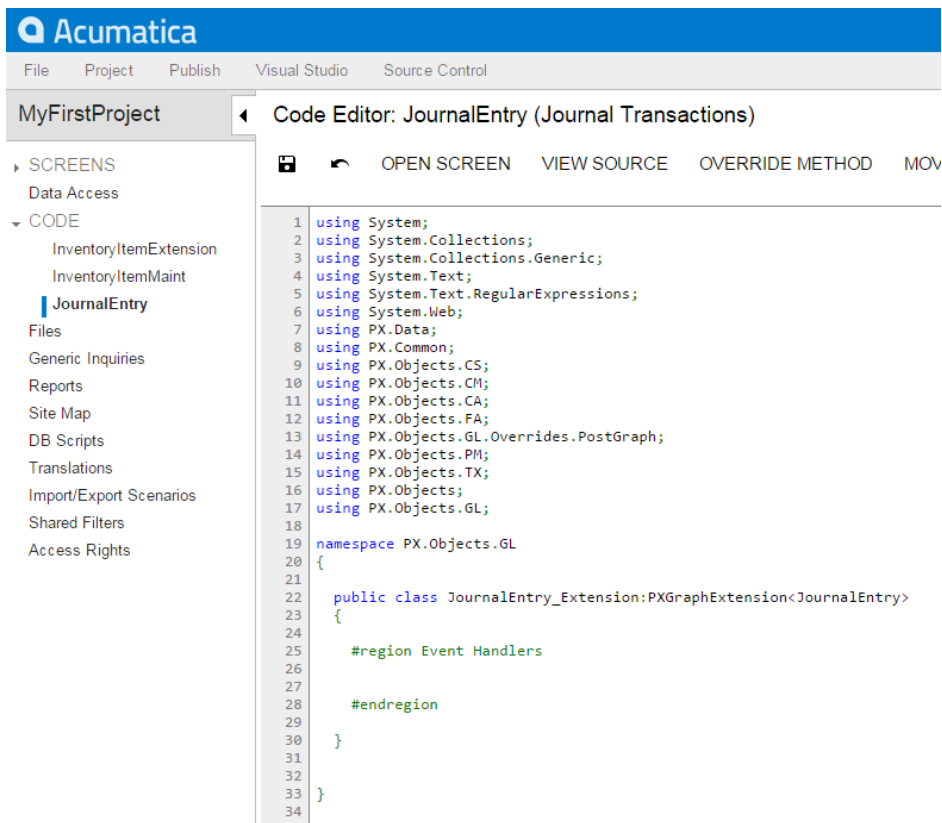 Acumatica
File Project Publish Visual Studio Source Control
MyFirstProject
SCREENS
Data Access
CODE
InventoryItemExtension
InventoryItemMaint
JournalEntry
Files
Generic Inquiries
Reports
Site Map
DB Scripts
Translations
Import/Export Scenarios
Shared Filters
Access Rights
Code Editor: JournalEntry (Journal Transactions)
OPEN SCREEN VIEW SOURCE OVERRIDE METHOD MOV
1 using System;
2 using System.Collections;
3 using System.Collections.Generic;
4 using System.Text;
5 using System.Text.RegularExpressions;
6 using System.Web;
7 using PX.Data;
8 using PX.Common;
9 using PX.Objects.CS;
10 using PX.Objects.CM;
11 using PX.Objects.CA;
12 using PX.Objects.FA;
13 using PX.Objects.GL.Overrides.PostGraph;
14 using PX.Objects.PM;
15 using PX.Objects.TX;
16 using PX.Objects;
17 using PX.Objects.GL;
18
19 namespace PX.Objects.GL
20 {
21
22 public class JournalEntry_Extension:PXGraphExtension<JournalEntry>
23 {
24
25 #region Event Handlers
26
27
28 #endregion
29
30 }
31
32
33 }
34